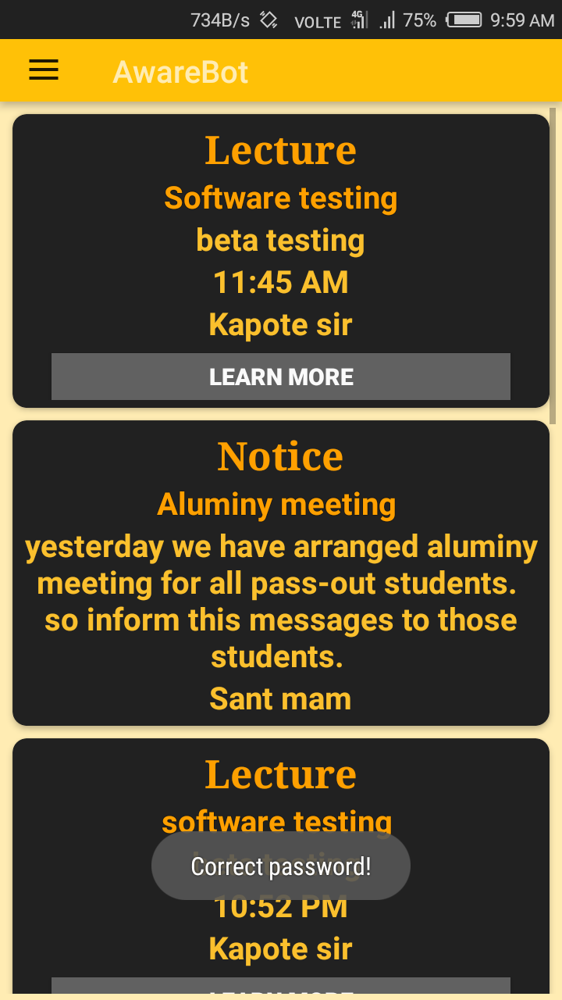 734B/s VOLTE 4G 75% 9:59 AM
AwareBot
Lecture
Software testing
beta testing
11:45 AM
Kapote sir
LEARN MORE
Notice
Aluminy meeting
yesterday we have arranged aluminy
meeting for all pass-out students.
so inform this messages to those
students.
Sant mam
Lecture
software testing
Correct password!
10:52 PM
Kapote sir
LEARN MORE